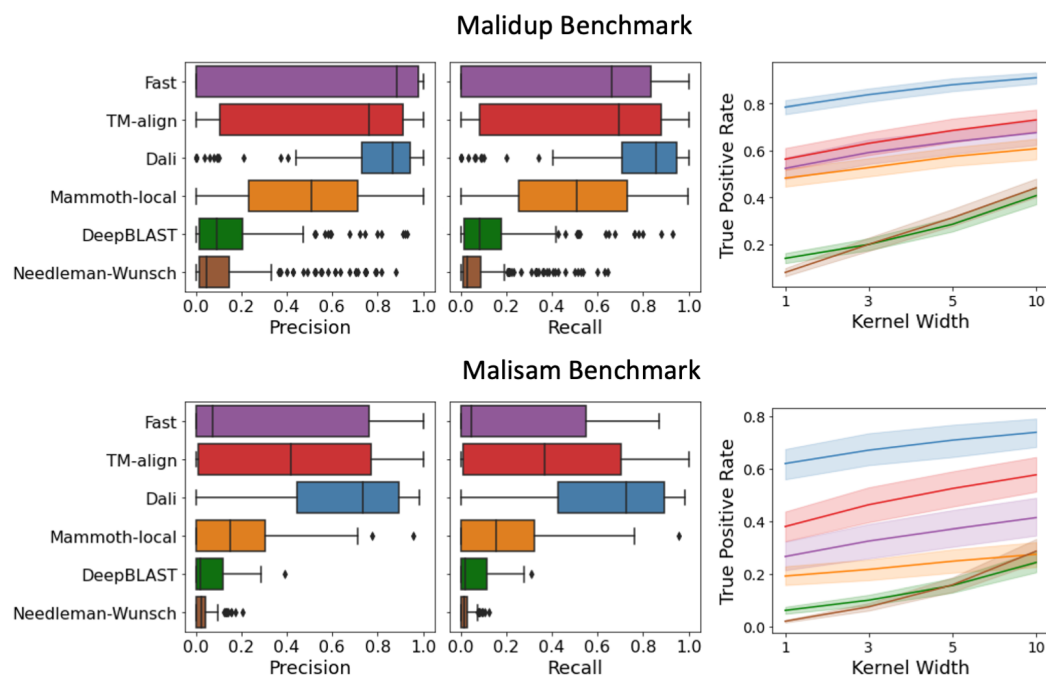 Malidup Benchmark
Fast
TM-align
Dali
Mammoth-local
DeepBLAST
Needleman-Wunsch
0.0 0.2 0.4 0.6 0.8 1.0
Precision
0.0 0.2 0.4 0.6 0.8 1.0
Recall
True Positive Rate
0.8
0.6
0.4
0.2
1 3 5 10
Kernel Width
Malisam Benchmark
Fast
TM-align
Dali
Mammoth-local
DeepBLAST
Needleman-Wunsch
0.0 0.2 0.4 0.6 0.8 1.0
Precision
0.0 0.2 0.4 0.6 0.8 1.0
Recall
True Positive Rate
0.8
0.6
0.4
0.2
0.0
1 3 5 10
Kernel Width